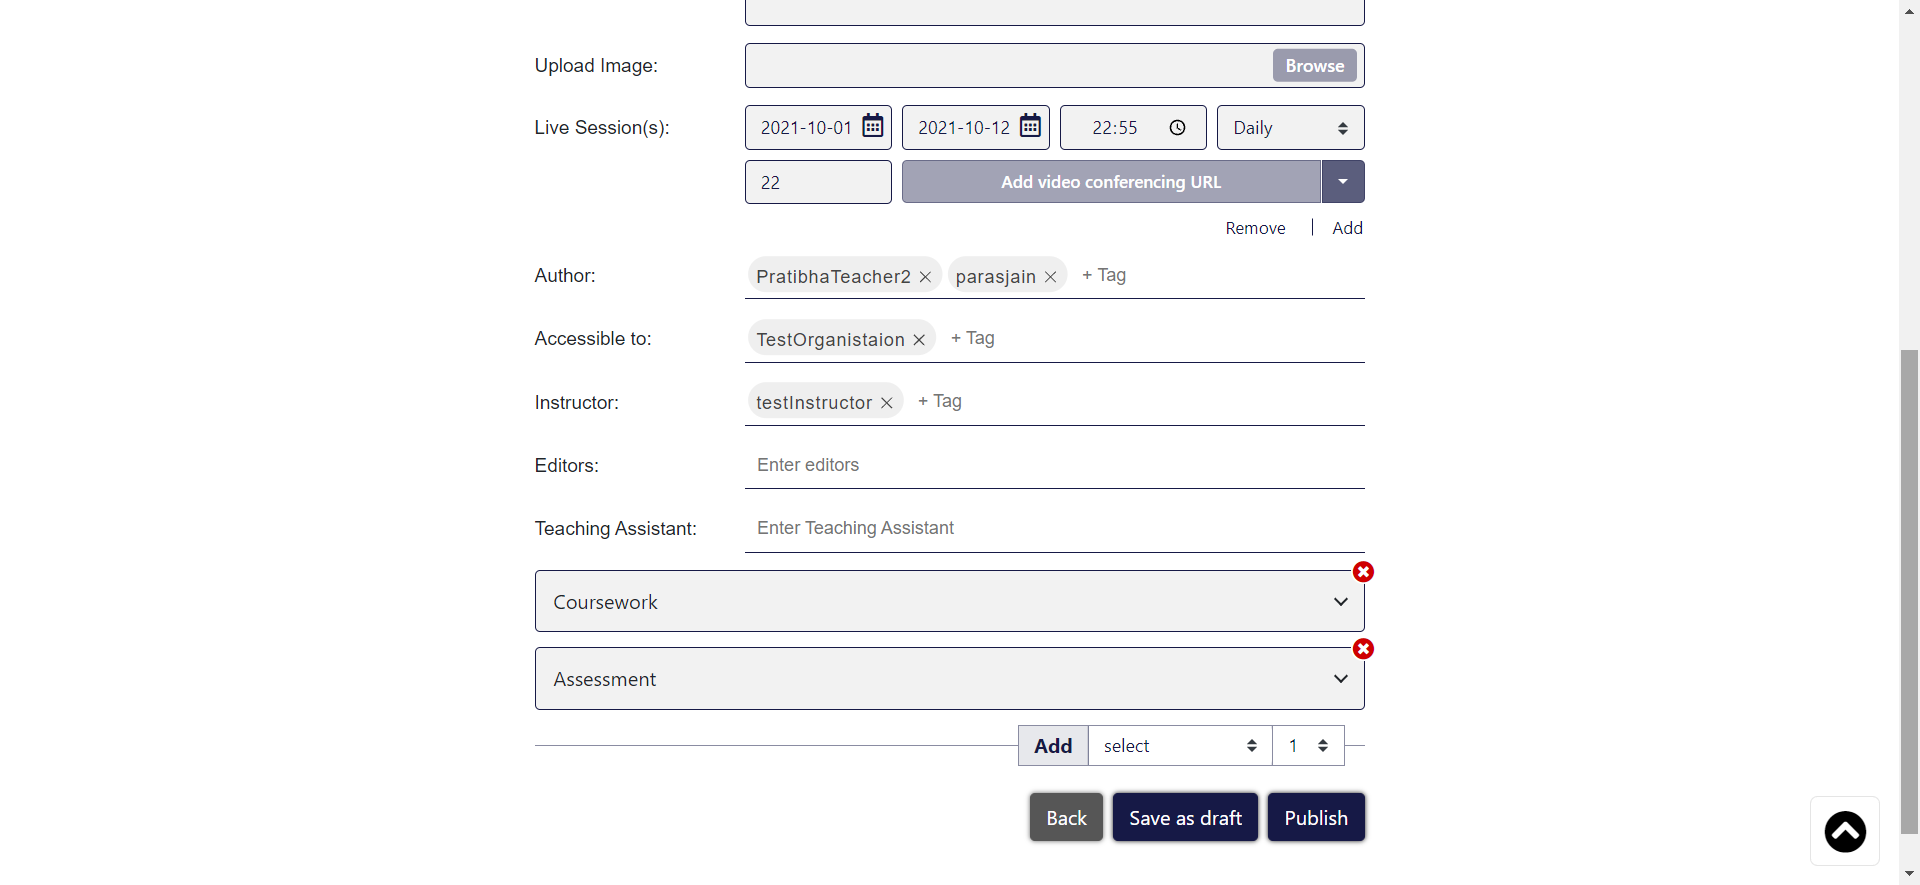 Upload Image: Browse
Live Session(s): 2021-10-01 2021-10-12 22:55 Daily
22 Add video conferencing URL
Remove | Add
Author: PratibhaTeacher2 × parasjain × + Tag
Accessible to: TestOrganistaion × + Tag
Instructor: testInstructor × + Tag
Editors: Enter editors
Teaching Assistant: Enter Teaching Assistant
Coursework
Assessment
Add select 1
Back Save as draft Publish